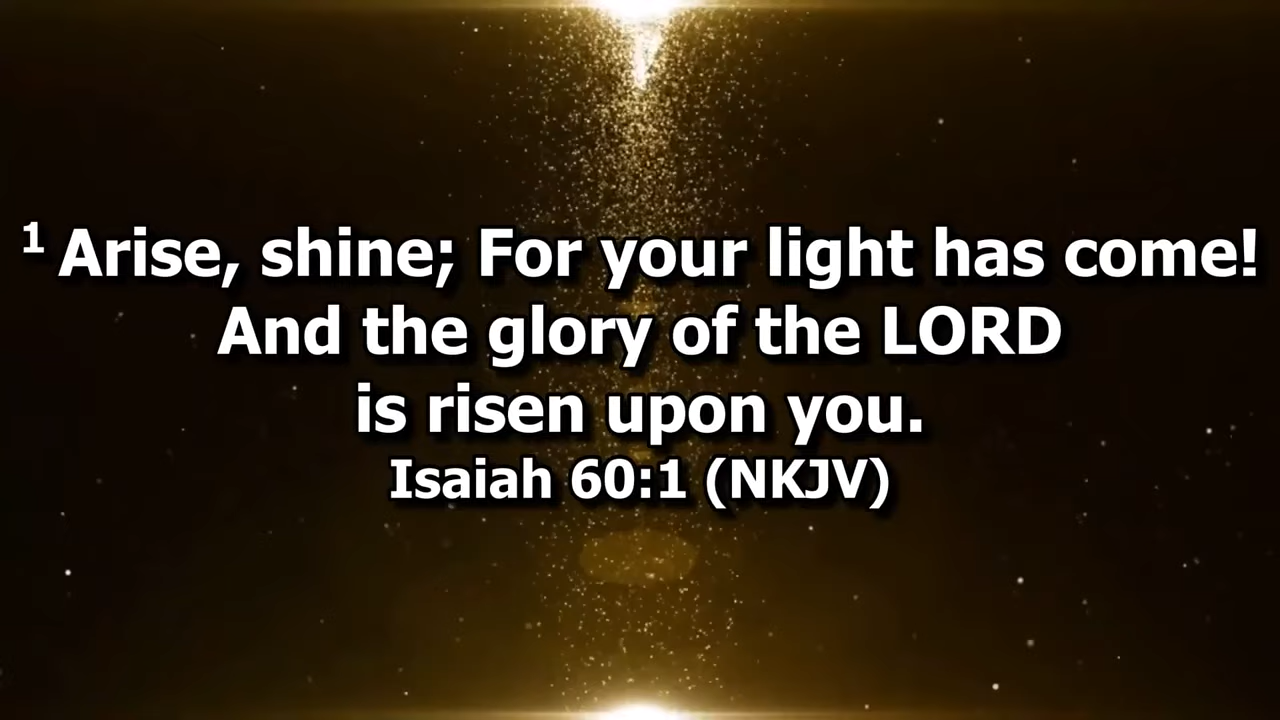 1 Arise, shine; For your light has come!
And the glory of the LORD
is risen upon you.
Isaiah 60:1 (NKJV)